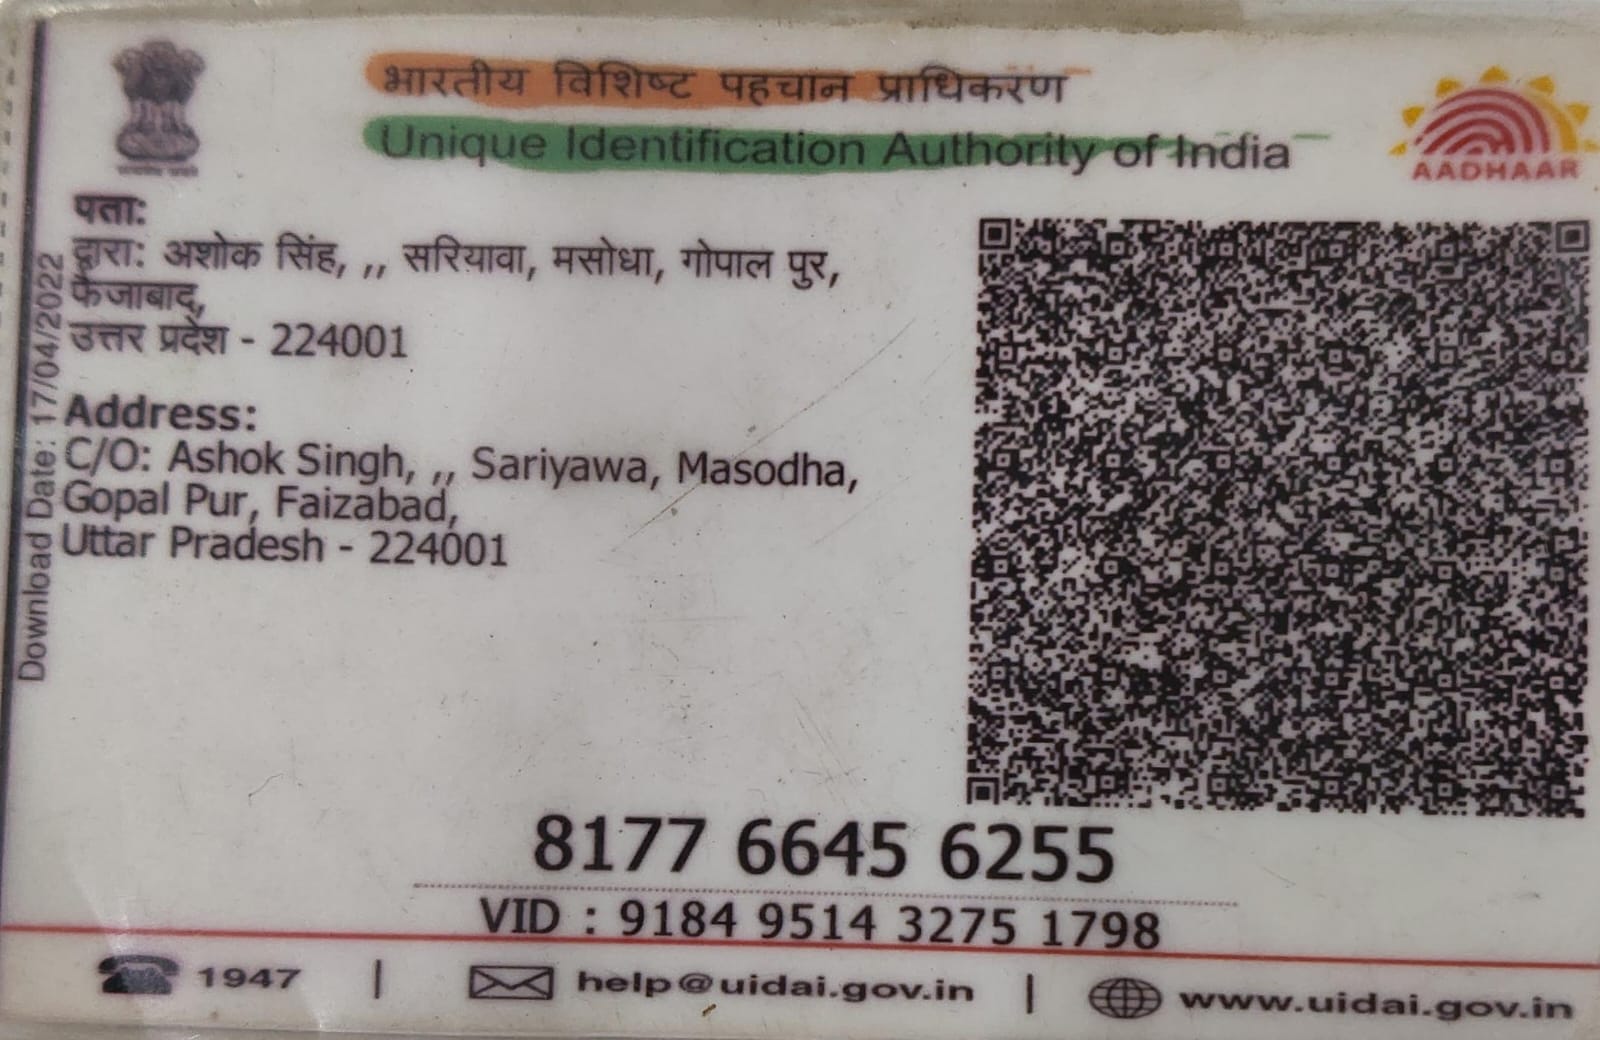 भारतीय विशिष्ट पहचान प्राधिकरण
Unique Identification Authority of India
AADHAAR
पता:
द्वारा: अशोक सिंह, ,, सरियावा, मसोधा, गोपाल पुर,
फैजाबाद,
उत्तर प्रदेश - 224001
Address:
C/O: Ashok Singh, ,, Sariyawa, Masodha,
Gopal Pur, Faizabad,
Uttar Pradesh - 224001
Download Date: 17/04/2022
8177 6645 6255
VID : 9184 9514 3275 1798
1947 | help@uidai.gov.in | www.uidai.gov.in